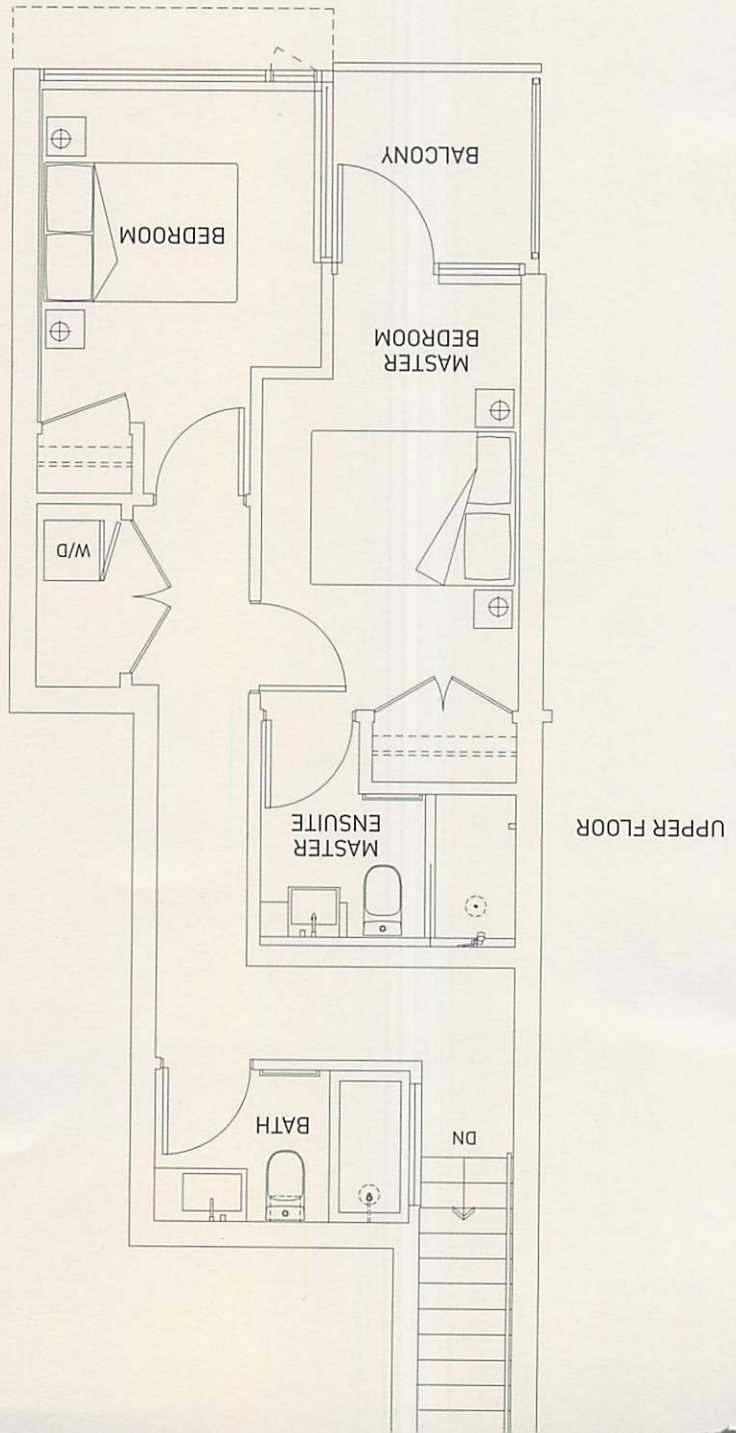 DN
BATH
UPPER FLOOR
MASTER
ENSUITE
W/D
MASTER
BEDROOM
BEDROOM
BALCONY